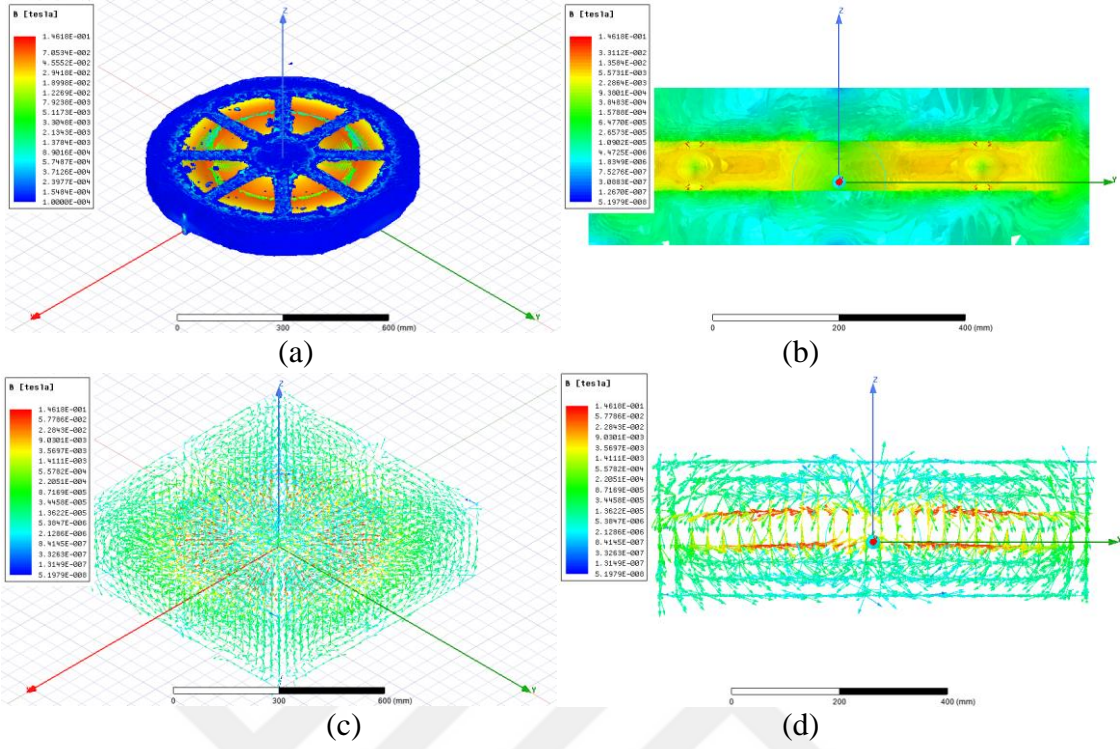 B [tesla]
1.4618E-001
7.0534E-002
4.5552E-002
2.9418E-002
1.8998E-002
1.2269E-002
7.9238E-003
5.1173E-003
3.3048E-003
2.1343E-003
1.3784E-003
8.9016E-004
5.7487E-004
3.7126E-004
2.3977E-004
1.5484E-004
1.0000E-004
Z
X
Y
0 300 600 (mm)
(a)
B [tesla]
1.4618E-001
3.3112E-002
1.3584E-002
5.5731E-003
2.2864E-003
9.3801E-004
3.8483E-004
1.5788E-004
6.4770E-005
2.6573E-005
1.0902E-005
4.4725E-006
1.8349E-006
7.5276E-007
3.0883E-007
1.2670E-007
5.1979E-008
Z
Y
0 200 400 (mm)
(b)
B [tesla]
1.4618E-001
5.7786E-002
2.2843E-002
9.0301E-003
3.5697E-003
1.4111E-003
5.5782E-004
2.2051E-004
8.7169E-005
3.4458E-005
1.3622E-005
5.3847E-006
2.1286E-006
8.4145E-007
3.3263E-007
1.3149E-007
5.1979E-008
Z
X
Y
0 300 600 (mm)
(c)
B [tesla]
1.4618E-001
5.7786E-002
2.2843E-002
9.0301E-003
3.5697E-003
1.4111E-003
5.5782E-004
2.2051E-004
8.7169E-005
3.4458E-005
1.3622E-005
5.3847E-006
2.1286E-006
8.4145E-007
3.3263E-007
1.3149E-007
5.1979E-008
Z
Y
0 200 400 (mm)
(d)